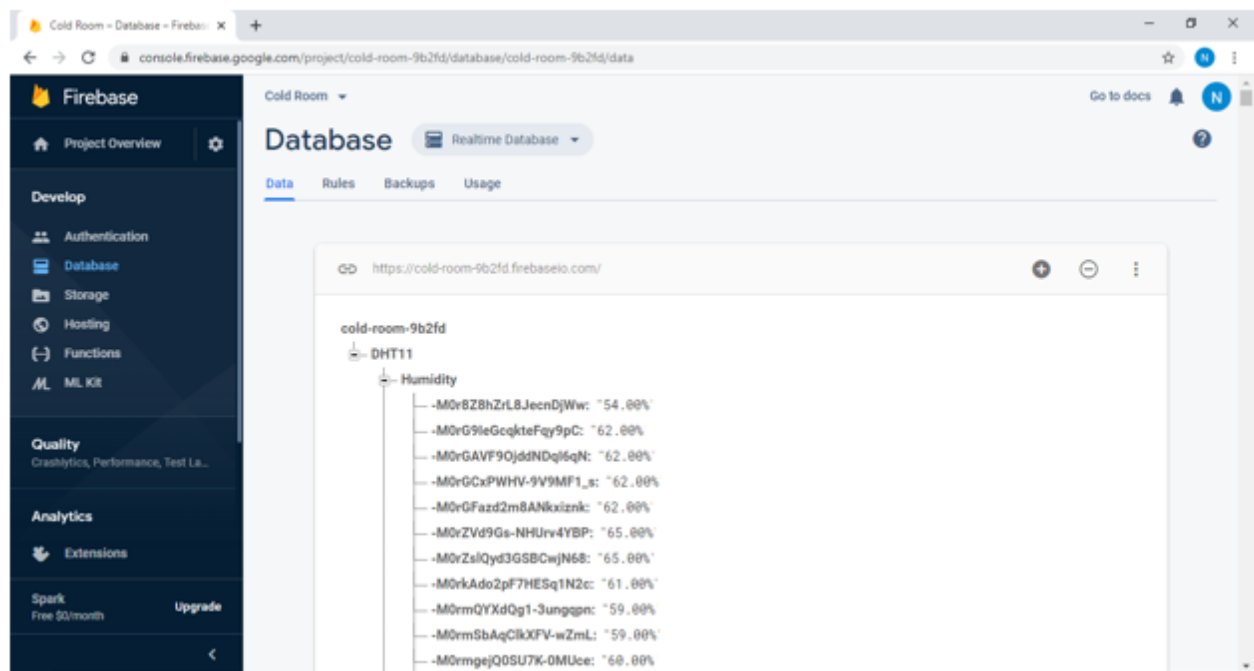 Cold Room – Database – Firebas
console.firebase.google.com/project/cold-room-9b2fd/database/cold-room-9b2fd/data
N
Firebase
Cold Room
Go to docs
N
Project Overview
Database
Realtime Database
Data Rules Backups Usage
Develop
Authentication
Database
Storage
Hosting
Functions
ML Kit
Quality
Crashlytics, Performance, Test La...
Analytics
Extensions
Spark
Free $0/month
Upgrade
https://cold-room-9b2fd.firebaseio.com/
cold-room-9b2fd
DHT11
Humidity
-M0r8Z8hZrL8JecnDjWw: "54.00%"
-M0rG9IeGcqkteFqy9pC: "62.00%
-M0rGAVF9OjddNDqI6qN: "62.00%"
-M0rGCxPWHV-9V9MF1_s: "62.00%
-M0rGFazd2m8ANkxiznk: "62.00%"
-M0rZVd9Gs-NHUrv4YBP: "65.00%"
-M0rZsIQyd3GSBCwjN68: "65.00%"
-M0rkAdo2pF7HESq1N2c: "61.00%"
-M0rmQYXdQg1-3ungqpn: "59.00%
-M0rmSbAqClkXFV-wZmL: "59.00%"
-M0rmgejQ0SU7K-0MUce: "60.00%